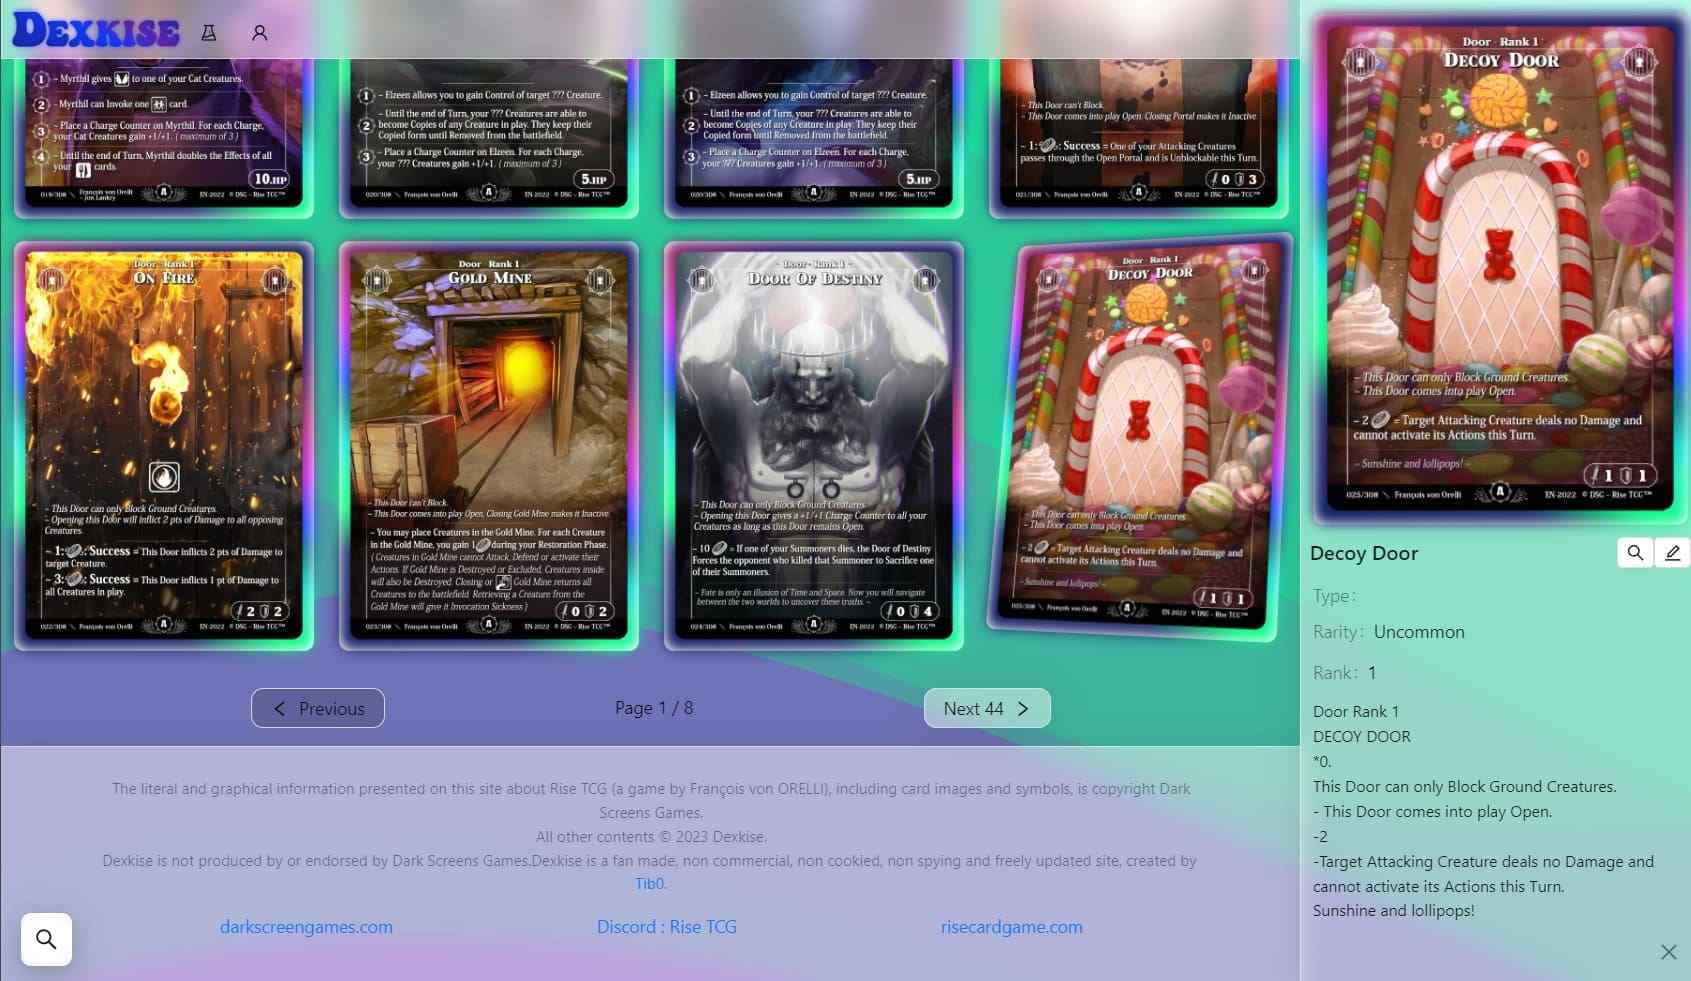 DEXKISE
1 – Myrthil gives to one of your Cat Creatures.
2 – Myrthil can Invoke one card.
3 – Place a Charge Counter on Myrthil. For each Charge,
your Cat Creatures gain +1/+1. ( maximum of 3 )
4 – Until the end of Turn, Myrthil doubles the Effects of all
your cards.
10.HP
019/308 François von Orelli A EN-2022 © DSG – Rise TCG™
– Jon Lankry
1 – Elzeen allows you to gain Control of target ??? Creature.
2 – Until the end of Turn, your ??? Creatures are able to
become Copies of any Creature in play. They keep their
Copied form until Removed from the battlefield.
3 – Place a Charge Counter on Elzeen. For each Charge,
your ??? Creatures gain +1/+1. ( maximum of 3 )
5.HP
020/308 François von Orelli A EN-2022 © DSG – Rise TCG™
1 – Elzeen allows you to gain Control of target ??? Creature.
2 – Until the end of Turn, your ??? Creatures are able to
become Copies of any Creature in play. They keep their
Copied form until Removed from the battlefield.
3 – Place a Charge Counter on Elzeen. For each Charge,
your ??? Creatures gain +1/+1. ( maximum of 3 )
5.HP
020/308 François von Orelli A EN-2022 © DSG – Rise TCG™
– This Door can't Block.
– This Door comes into play Open. Closing Portal makes it Inactive.
– 1: : Success = One of your Attacking Creatures
passes through the Open Portal and is Unblockable this Turn.
0 3
021/308 François von Orelli A EN-2022 © DSG – Rise TCG™
Door Rank 1
ON FIRE
– This Door can only Block Ground Creatures.
– Opening this Door will inflict 2 pts of Damage to all opposing
Creatures.
– 1: : Success = This Door inflicts 2 pts of Damage to
target Creature.
– 3: : Success = This Door inflicts 1 pt of Damage to
all Creatures in play.
2 2
022/308 François von Orelli A EN-2022 © DSG – Rise TCG™
Door Rank 1
GOLD MINE
– This Door can't Block.
– This Door comes into play Open, Closing Gold Mine makes it Inactive.
– You may place Creatures in the Gold Mine. For each Creature
in the Gold Mine, you gain 1 during your Restoration Phase.
( Creatures in Gold Mine cannot Attack, Defend or activate their
Actions. If Gold Mine is Destroyed or Excluded, Creatures inside
will also be Destroyed. Closing or Gold Mine returns all
Creatures to the battlefield. Retrieving a Creature from the
Gold Mine will give it Invocation Sickness )
0 2
023/308 François von Orelli A EN-2022 © DSG – Rise TCG™
Door Rank 1
DOOR OF DESTINY
– This Door can only Block Ground Creatures.
– Opening this Door gives a +1/+1 Charge Counter to all your
Creatures as long as this Door remains Open.
– 10 = If one of your Summoners dies, the Door of Destiny
Forces the opponent who killed that Summoner to Sacrifice one
of their Summoners.
– Fate is only an illusion of Time and Space. Now you will navigate
between the two worlds to uncover these truths. –
0 4
024/308 François von Orelli A EN-2022 © DSG – Rise TCG™
Door Rank 1
DECOY DOOR
– This Door can only Block Ground Creatures
– This Door comes into play Open.
– 2 = Target Attacking Creature deals no Damage and
cannot activate its Actions this Turn.
– Sunshine and lollipops! –
1 1
025/308 François von Orelli A EN-2022 © DSG – Rise TCG™
Previous
Page 1 / 8
Next 44
The literal and graphical information presented on this site about Rise TCG (a game by François von ORELLI), including card images and symbols, is copyright Dark
Screens Games.
All other contents © 2023 Dexkise.
Dexkise is not produced by or endorsed by Dark Screens Games.Dexkise is a fan made, non commercial, non cookied, non spying and freely updated site, created by
Tib0.
darkscreengames.com
Discord : Rise TCG
risecardgame.com
Door Rank 1
DECOY DOOR
– This Door can only Block Ground Creatures
– This Door comes into play Open.
– 2 = Target Attacking Creature deals no Damage and
cannot activate its Actions this Turn.
– Sunshine and lollipops! –
1 1
025/308 François von Orelli A EN-2022 © DSG – Rise TCG™
Decoy Door
Type:
Rarity: Uncommon
Rank: 1
Door Rank 1
DECOY DOOR
*0.
This Door can only Block Ground Creatures.
- This Door comes into play Open.
-2
-Target Attacking Creature deals no Damage and
cannot activate its Actions this Turn.
Sunshine and lollipops!